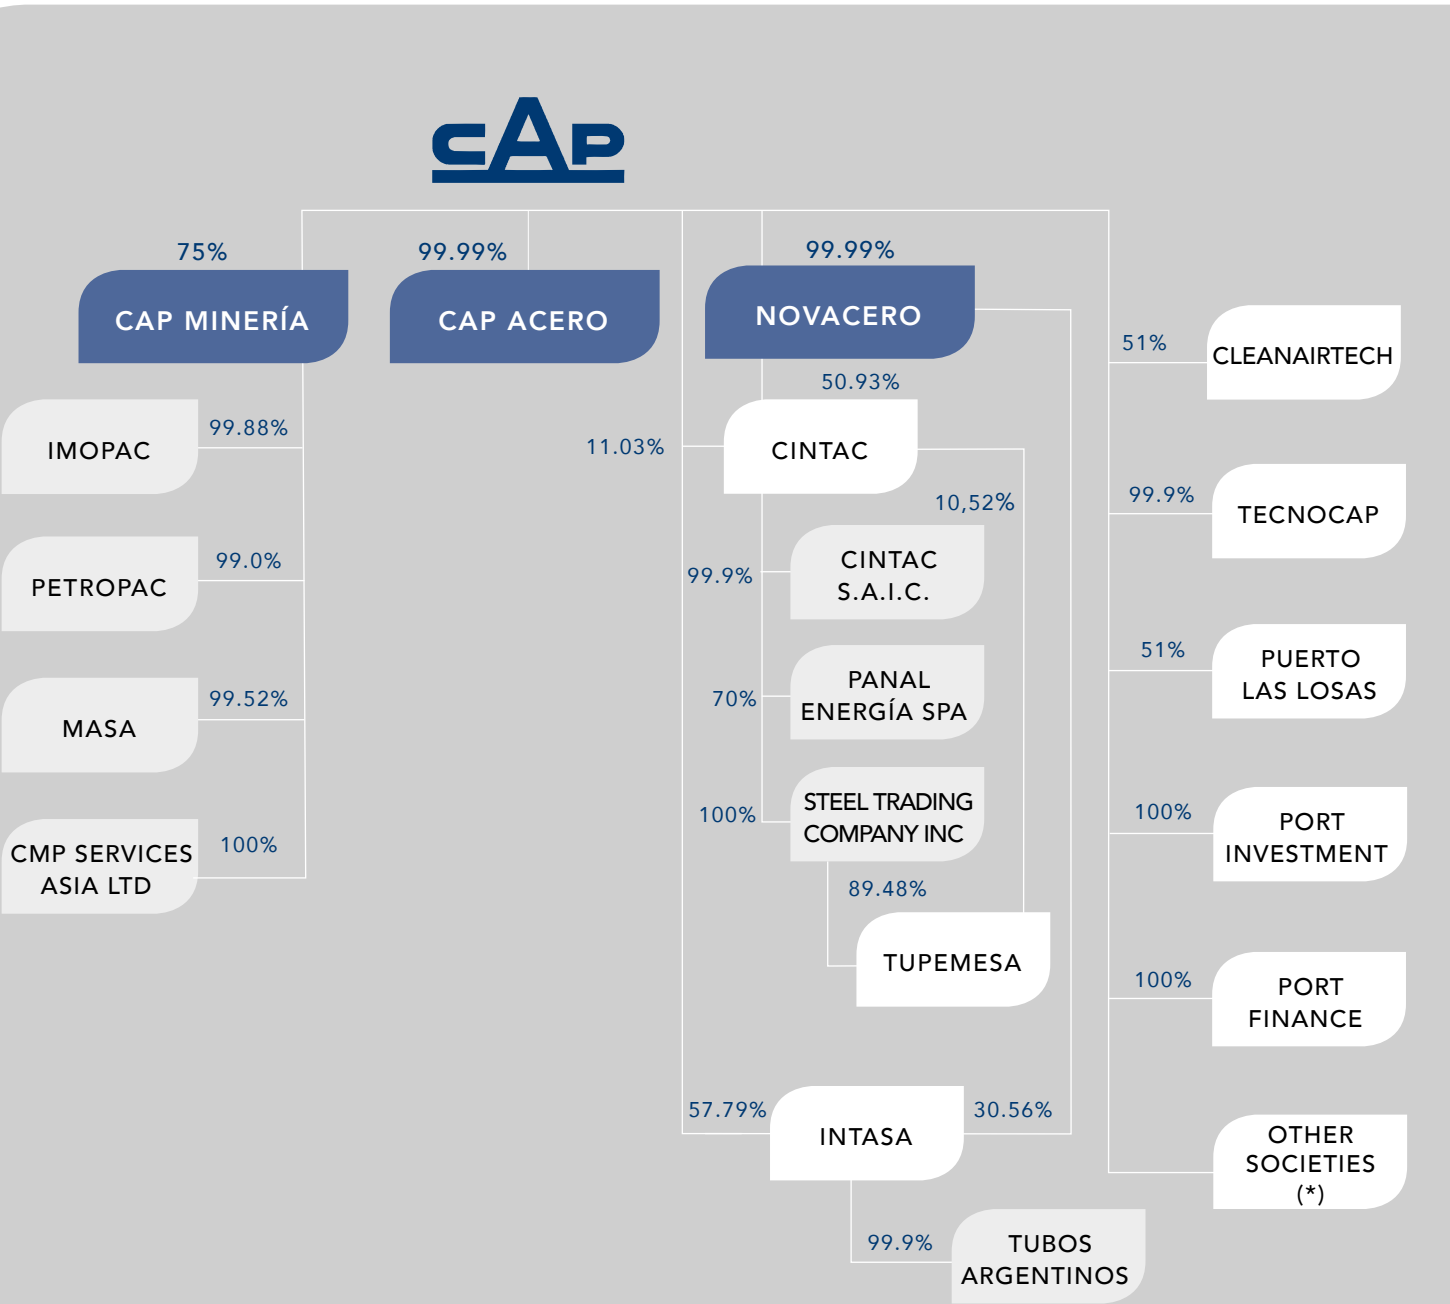 CAP
75%
CAP MINERÍA
99.99%
CAP ACERO
99.99%
NOVACERO
99.88%
IMOPAC
99.0%
PETROPAC
99.52%
MASA
100%
CMP SERVICES
ASIA LTD
50.93%
11.03%
CINTAC
10,52%
99.9%
CINTAC
S.A.I.C.
70%
PANAL
ENERGÍA SPA
100%
STEEL TRADING
COMPANY INC
89.48%
TUPEMESA
57.79%
INTASA
30.56%
99.9%
TUBOS
ARGENTINOS
51%
CLEANAIRTECH
99.9%
TECNOCAP
51%
PUERTO
LAS LOSAS
100%
PORT
INVESTMENT
100%
PORT
FINANCE
OTHER
SOCIETIES
(*)